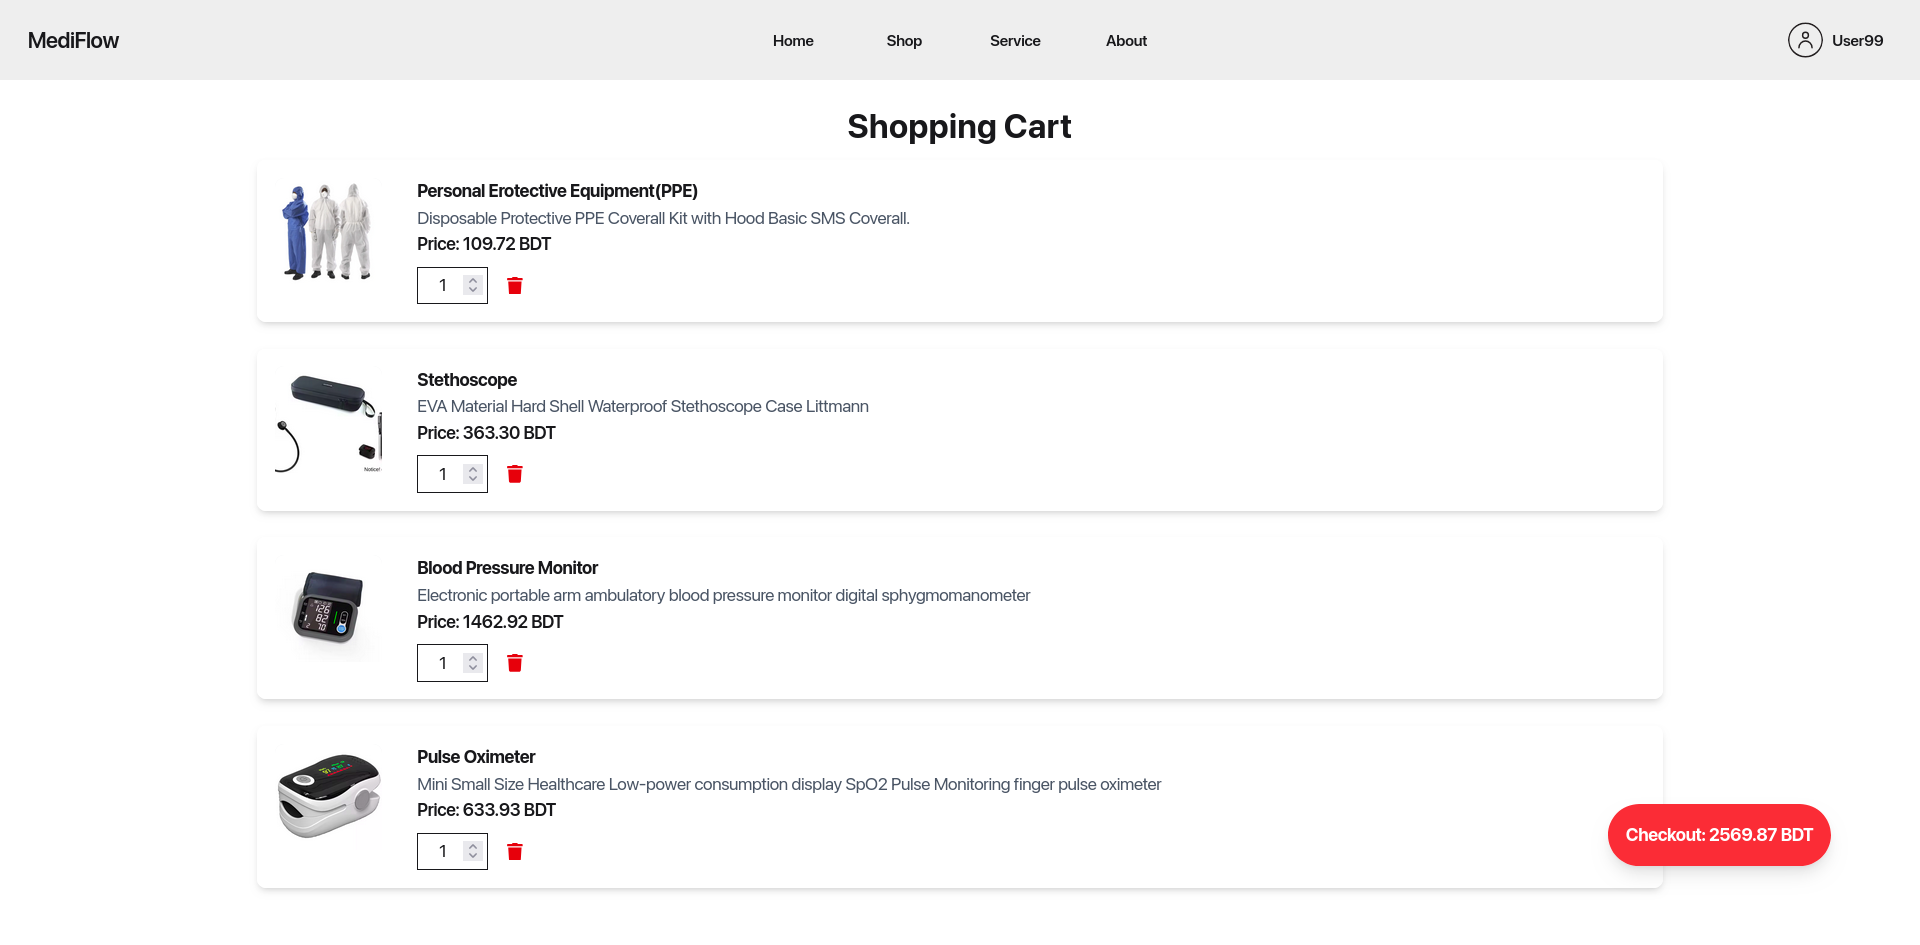 MediFlow
Home
Shop
Service
About
User99
Shopping Cart
Personal Erotective Equipment(PPE)
Disposable Protective PPE Coverall Kit with Hood Basic SMS Coverall.
Price: 109.72 BDT
1
Stethoscope
EVA Material Hard Shell Waterproof Stethoscope Case Littmann
Price: 363.30 BDT
1
Notice!
Blood Pressure Monitor
Electronic portable arm ambulatory blood pressure monitor digital sphygmomanometer
Price: 1462.92 BDT
1
Pulse Oximeter
Mini Small Size Healthcare Low-power consumption display SpO2 Pulse Monitoring finger pulse oximeter
Price: 633.93 BDT
1
Checkout: 2569.87 BDT